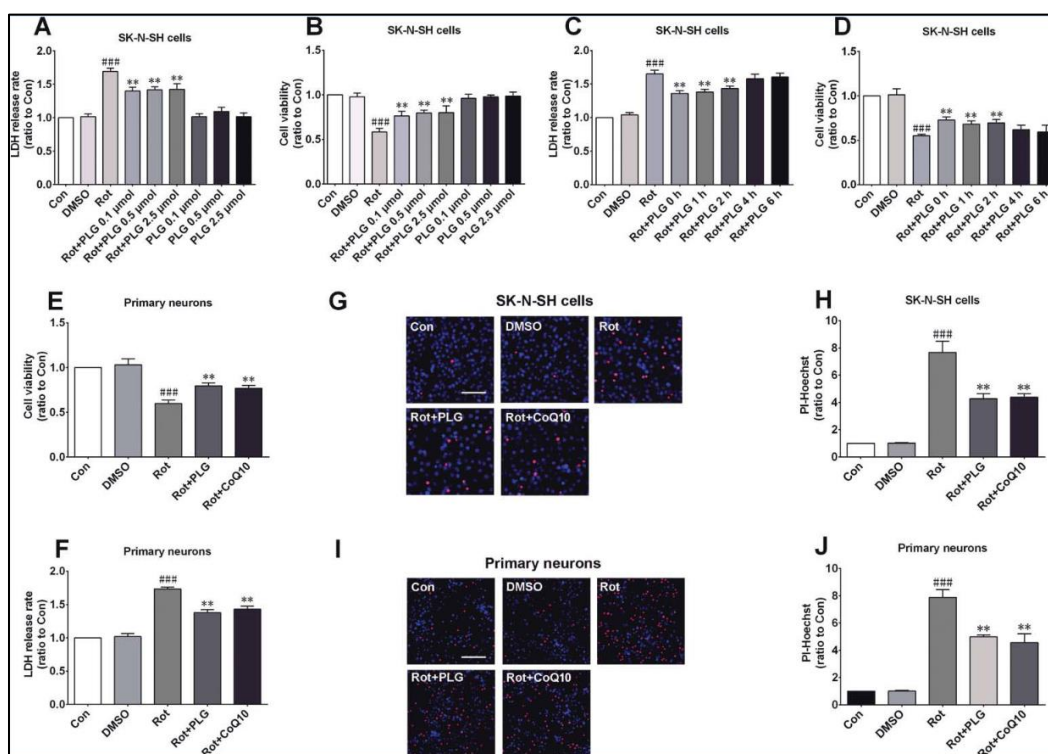 A
SK-N-SH cells
LDH release rate
(ratio to Con)
2.0
1.5
1.0
0.5
0.0
###
**
**
**
Con
DMSO
Rot
Rot+PLG 0.1 μmol
Rot+PLG 0.5 μmol
Rot+PLG 2.5 μmol
PLG 0.1 μmol
PLG 0.5 μmol
PLG 2.5 μmol
B
SK-N-SH cells
Cell viability
(ratio to Con)
1.5
1.0
0.5
0.0
###
**
**
**
Con
DMSO
Rot
Rot+PLG 0.1 μmol
Rot+PLG 0.5 μmol
Rot+PLG 2.5 μmol
PLG 0.1 μmol
PLG 0.5 μmol
PLG 2.5 μmol
C
SK-N-SH cells
LDH release rate
(ratio to Con)
2.0
1.5
1.0
0.5
0.0
###
**
**
**
Con
DMSO
Rot
Rot+PLG 0 h
Rot+PLG 1 h
Rot+PLG 2 h
Rot+PLG 4 h
Rot+PLG 6 h
D
SK-N-SH cells
Cell viability
(ratio to Con)
1.5
1.0
0.5
0.0
###
**
**
**
Con
DMSO
Rot
Rot+PLG 0 h
Rot+PLG 1 h
Rot+PLG 2 h
Rot+PLG 4 h
Rot+PLG 6 h
E
Primary neurons
Cell viability
(ratio to Con)
1.5
1.0
0.5
0.0
###
**
**
Con
DMSO
Rot
Rot+PLG
Rot+CoQ10
G
SK-N-SH cells
Con
DMSO
Rot
Rot+PLG
Rot+CoQ10
H
SK-N-SH cells
PI-Hoechst
(ratio to Con)
10
8
6
4
2
0
###
**
**
Con
DMSO
Rot
Rot+PLG
Rot+CoQ10
F
Primary neurons
LDH release rate
(ratio to Con)
2.0
1.5
1.0
0.5
0.0
###
**
**
Con
DMSO
Rot
Rot+PLG
Rot+CoQ10
I
Primary neurons
Con
DMSO
Rot
Rot+PLG
Rot+CoQ10
J
Primary neurons
PI-Hoechst
(ratio to Con)
10
8
6
4
2
0
###
**
**
Con
DMSO
Rot
Rot+PLG
Rot+CoQ10